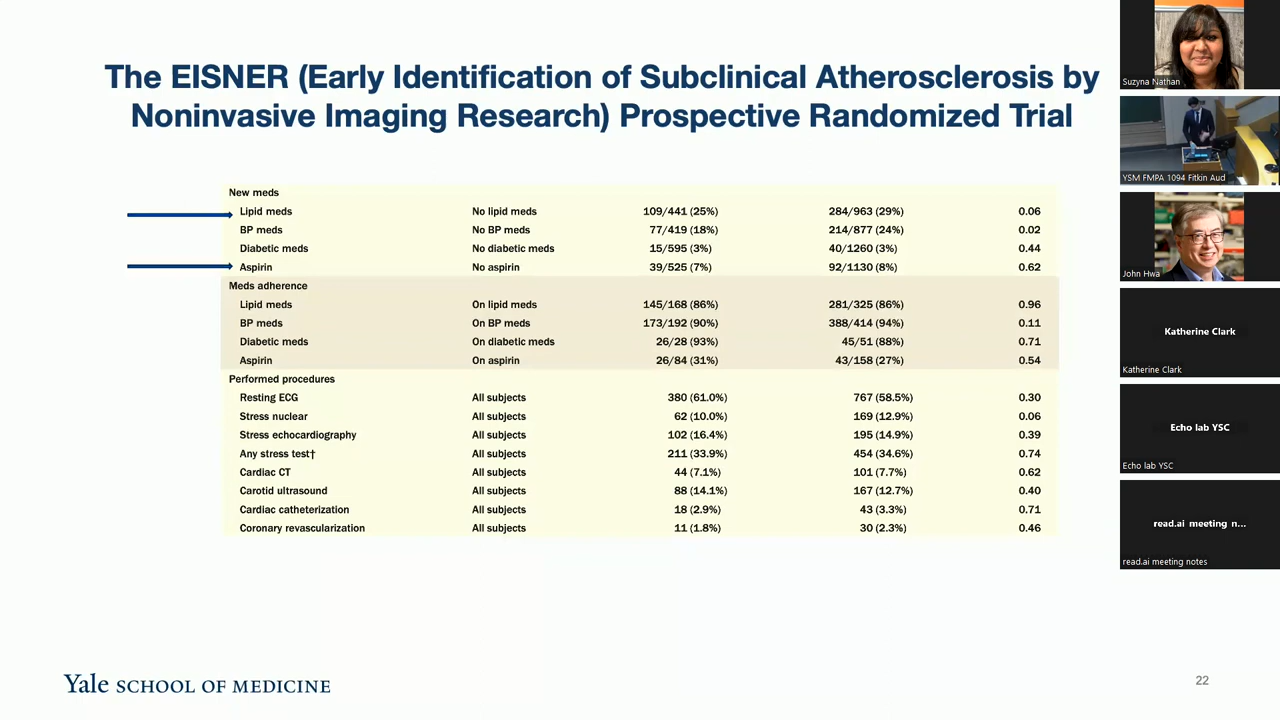 The EISNER (Early Identification of Subclinical Atherosclerosis by
Noninvasive Imaging Research) Prospective Randomized Trial
New meds
Lipid meds No lipid meds 109/441 (25%) 284/963 (29%) 0.06
BP meds No BP meds 77/419 (18%) 214/877 (24%) 0.02
Diabetic meds No diabetic meds 15/595 (3%) 40/1260 (3%) 0.44
Aspirin No aspirin 39/525 (7%) 92/1130 (8%) 0.62
Meds adherence
Lipid meds On lipid meds 145/168 (86%) 281/325 (86%) 0.96
BP meds On BP meds 173/192 (90%) 388/414 (94%) 0.11
Diabetic meds On diabetic meds 26/28 (93%) 45/51 (88%) 0.71
Aspirin On aspirin 26/84 (31%) 43/158 (27%) 0.54
Performed procedures
Resting ECG All subjects 380 (61.0%) 767 (58.5%) 0.30
Stress nuclear All subjects 62 (10.0%) 169 (12.9%) 0.06
Stress echocardiography All subjects 102 (16.4%) 195 (14.9%) 0.39
Any stress test† All subjects 211 (33.9%) 454 (34.6%) 0.74
Cardiac CT All subjects 44 (7.1%) 101 (7.7%) 0.62
Carotid ultrasound All subjects 88 (14.1%) 167 (12.7%) 0.40
Cardiac catheterization All subjects 18 (2.9%) 43 (3.3%) 0.71
Coronary revascularization All subjects 11 (1.8%) 30 (2.3%) 0.46
Yale SCHOOL OF MEDICINE
22
Suzyna Nathan
YSM FMPA 1094 Fitkin Aud
John Hwa
Katherine Clark
Katherine Clark
Echo lab YSC
Echo lab YSC
read.ai meeting n...
read.ai meeting notes